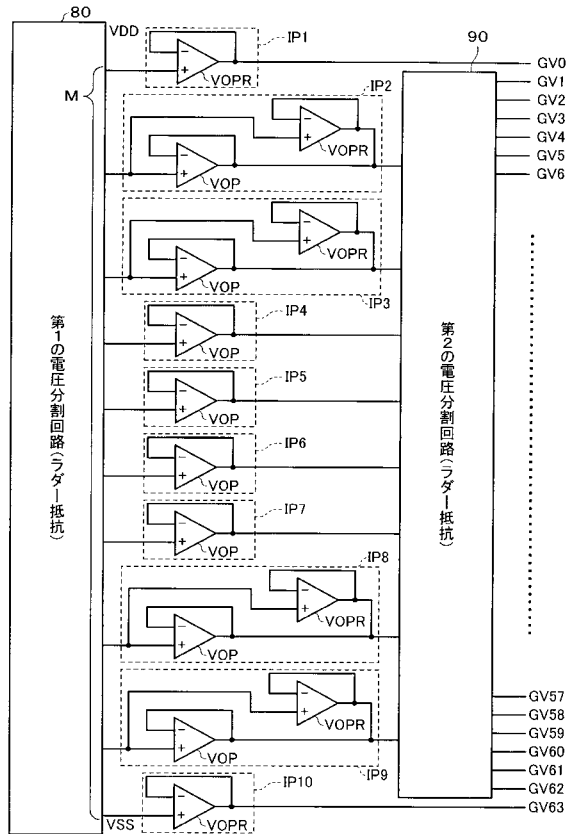 80
VDD
IP1
−
+
VOPR
90
GV0
M
GV1
IP2
GV2
−
+
VOPR
GV3
GV4
−
+
VOP
GV5
GV6
−
+
VOPR
−
+
VOP
IP3
IP4
−
+
VOP
IP5
−
+
VOP
IP6
−
+
VOP
IP7
−
+
VOP
第1の電圧分割回路(ラダー抵抗)
第2の電圧分割回路(ラダー抵抗)
IP8
−
+
VOPR
−
+
VOP
−
+
VOPR
−
+
VOP
IP9
GV57
GV58
GV59
GV60
GV61
GV62
IP10
−
+
VOPR
GV63
VSS